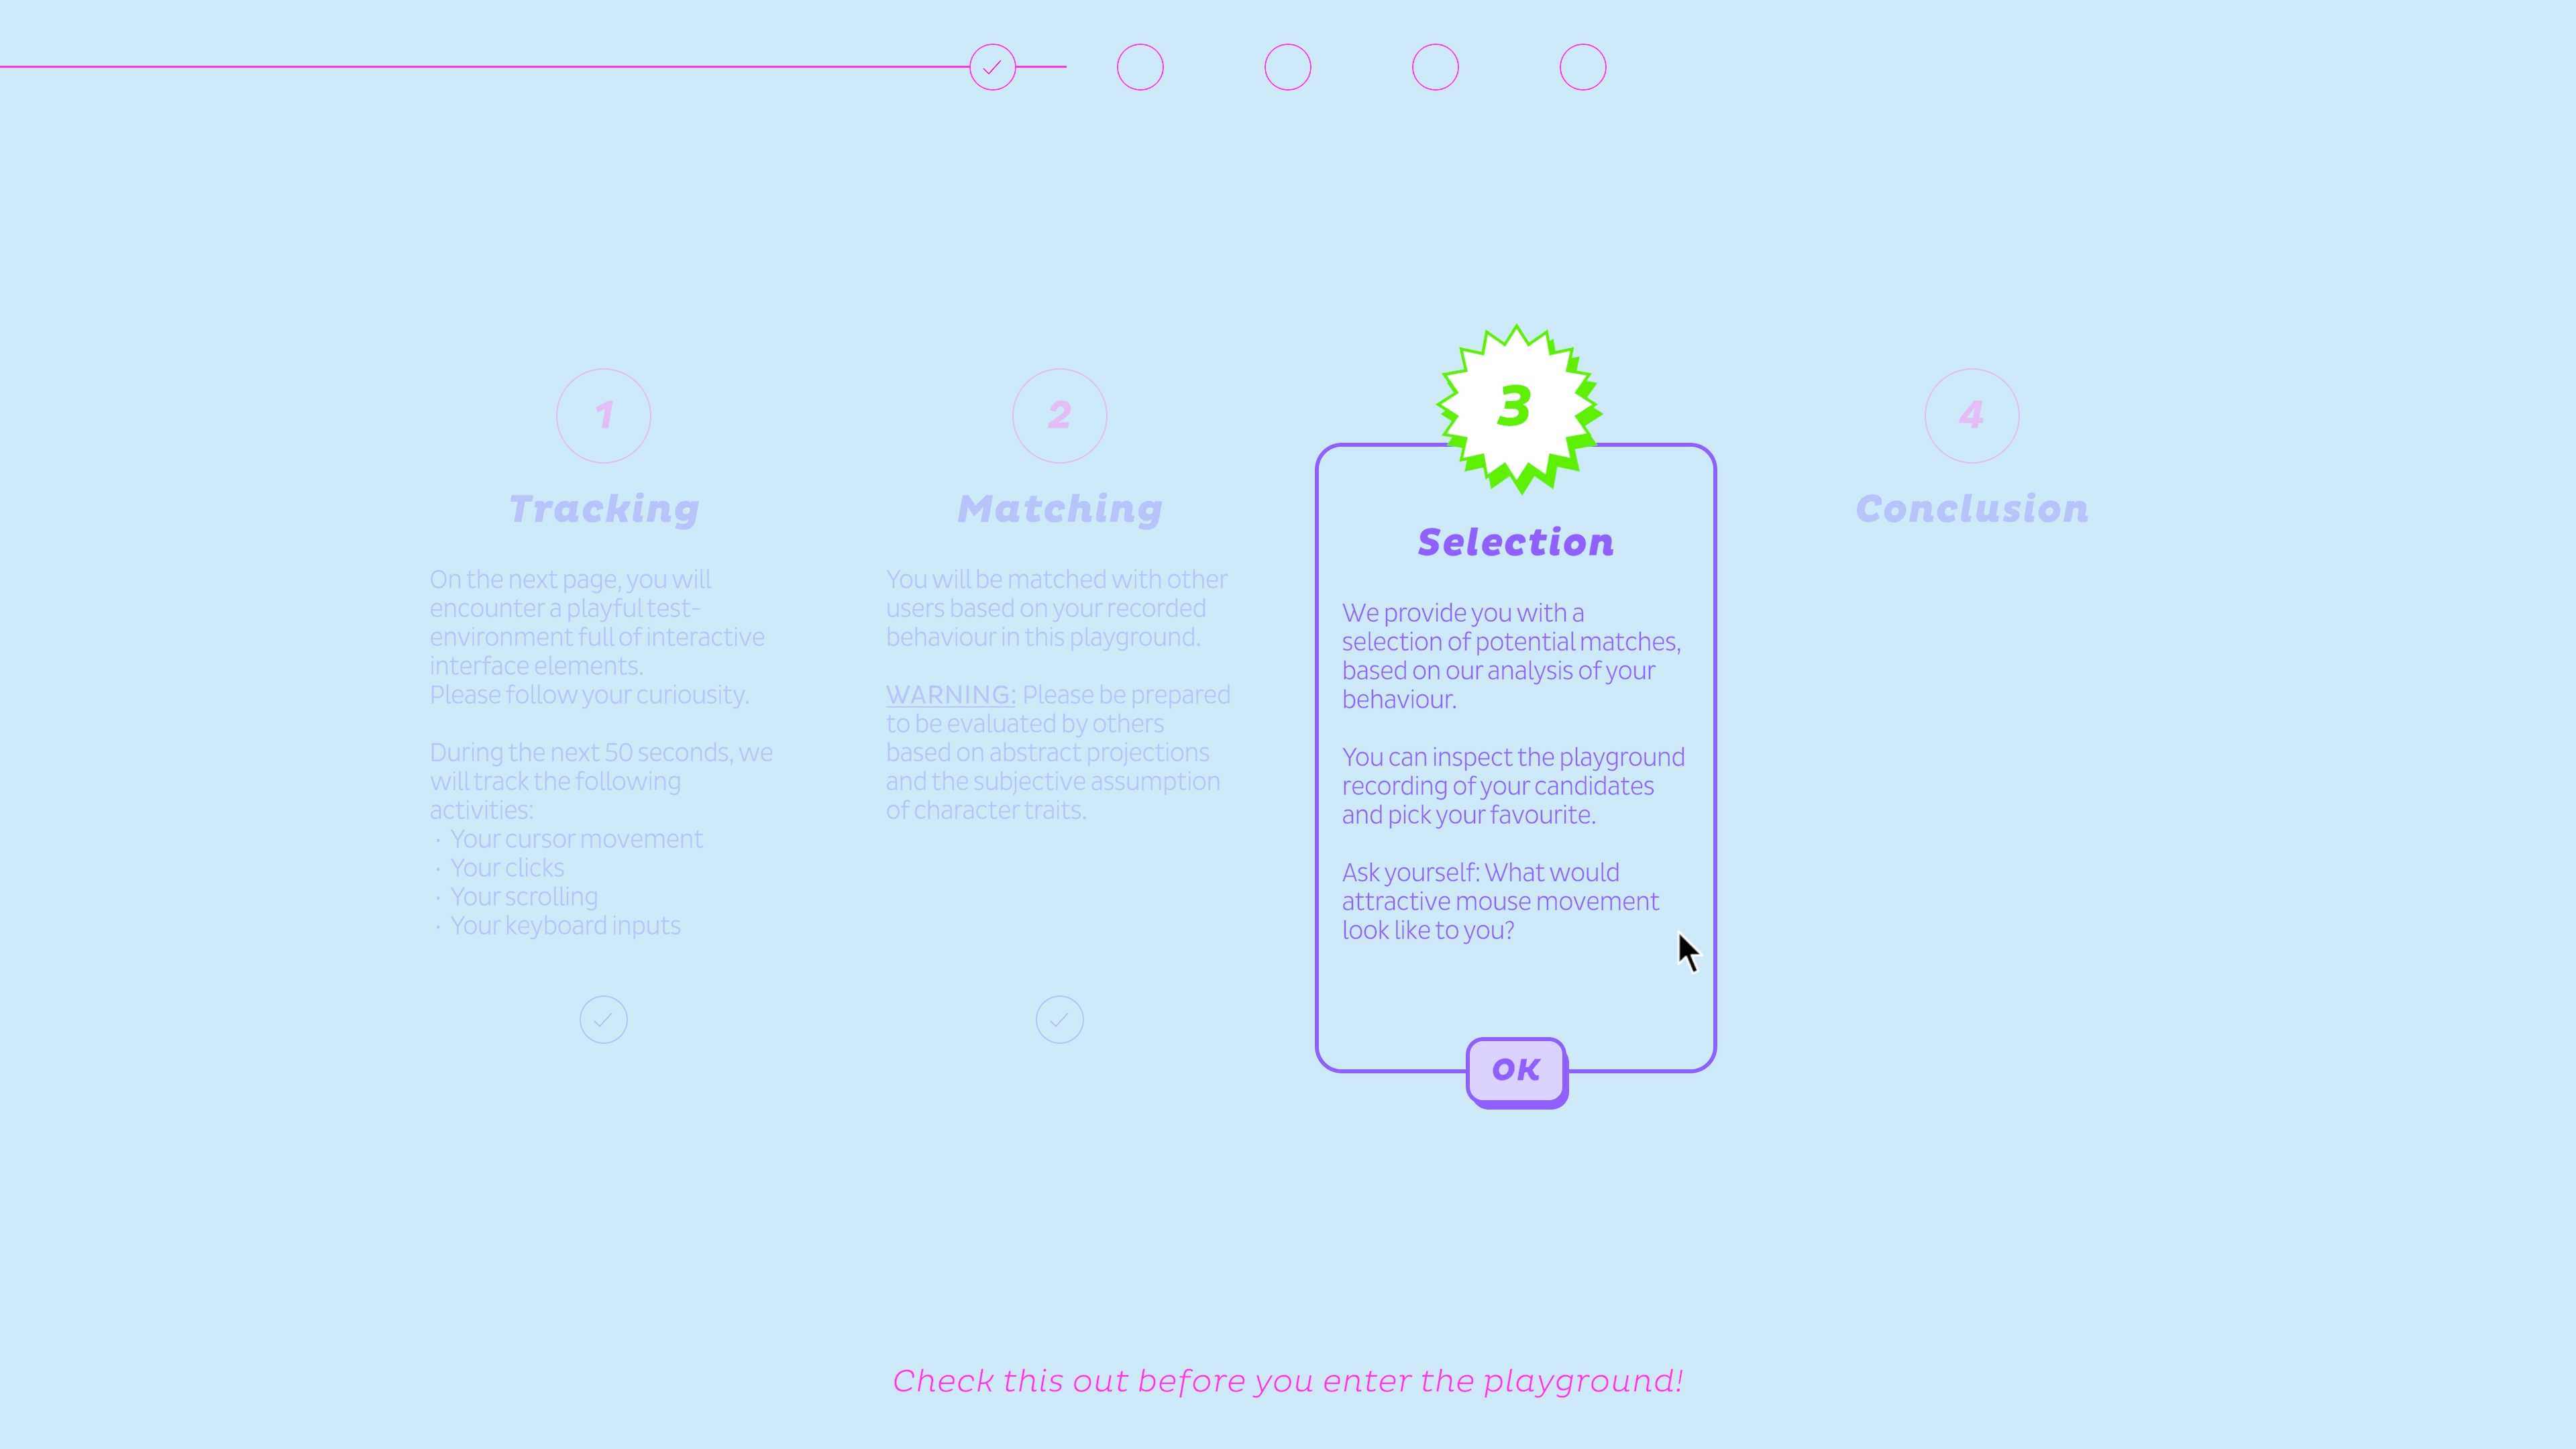 1
Tracking
On the next page, you will
encounter a playful test-
environment full of interactive
interface elements.
Please follow your curiousity.
During the next 50 seconds, we
will track the following
activities:
· Your cursor movement
· Your clicks
· Your scrolling
· Your keyboard inputs
2
Matching
You will be matched with other
users based on your recorded
behaviour in this playground.
WARNING: Please be prepared
to be evaluated by others
based on abstract projections
and the subjective assumption
of character traits.
3
Selection
We provide you with a
selection of potential matches,
based on our analysis of your
behaviour.
You can inspect the playground
recording of your candidates
and pick your favourite.
Ask yourself: What would
attractive mouse movement
look like to you?
OK
4
Conclusion
Check this out before you enter the playground!